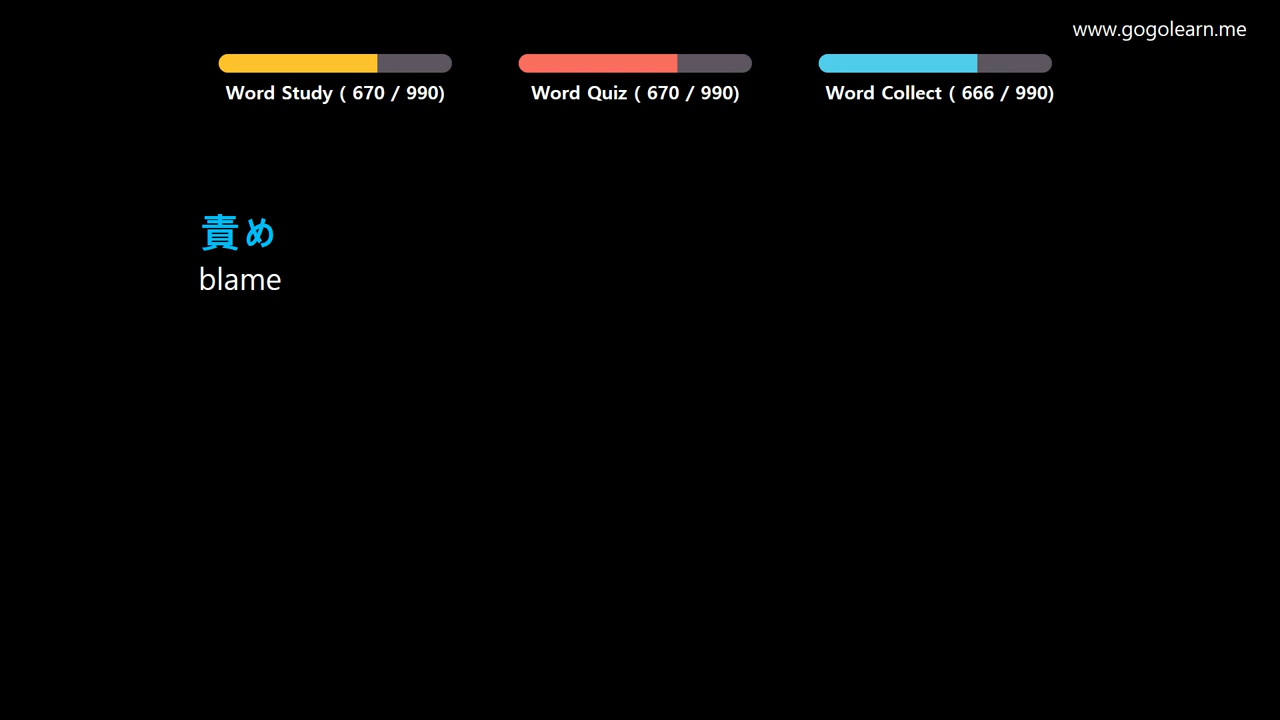 www.gogolearn.me
Word Study ( 670 / 990)
Word Quiz ( 670 / 990)
Word Collect ( 666 / 990)
責め
blame